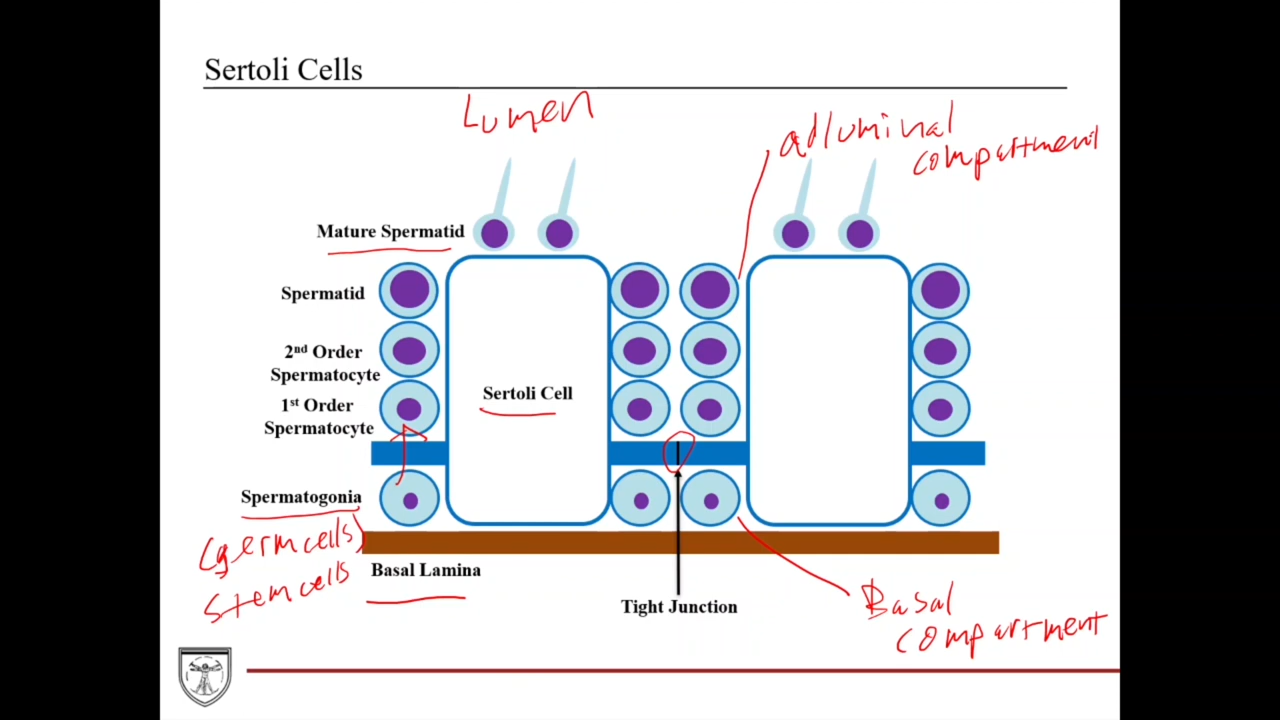 Sertoli Cells
Lumen
adluminal
compartment
Mature Spermatid
Spermatid
2nd Order
Spermatocyte
1st Order
Spermatocyte
Sertoli Cell
Spermatogonia
(germ cells)
stem cells
Basal Lamina
Tight Junction
Basal
compartment